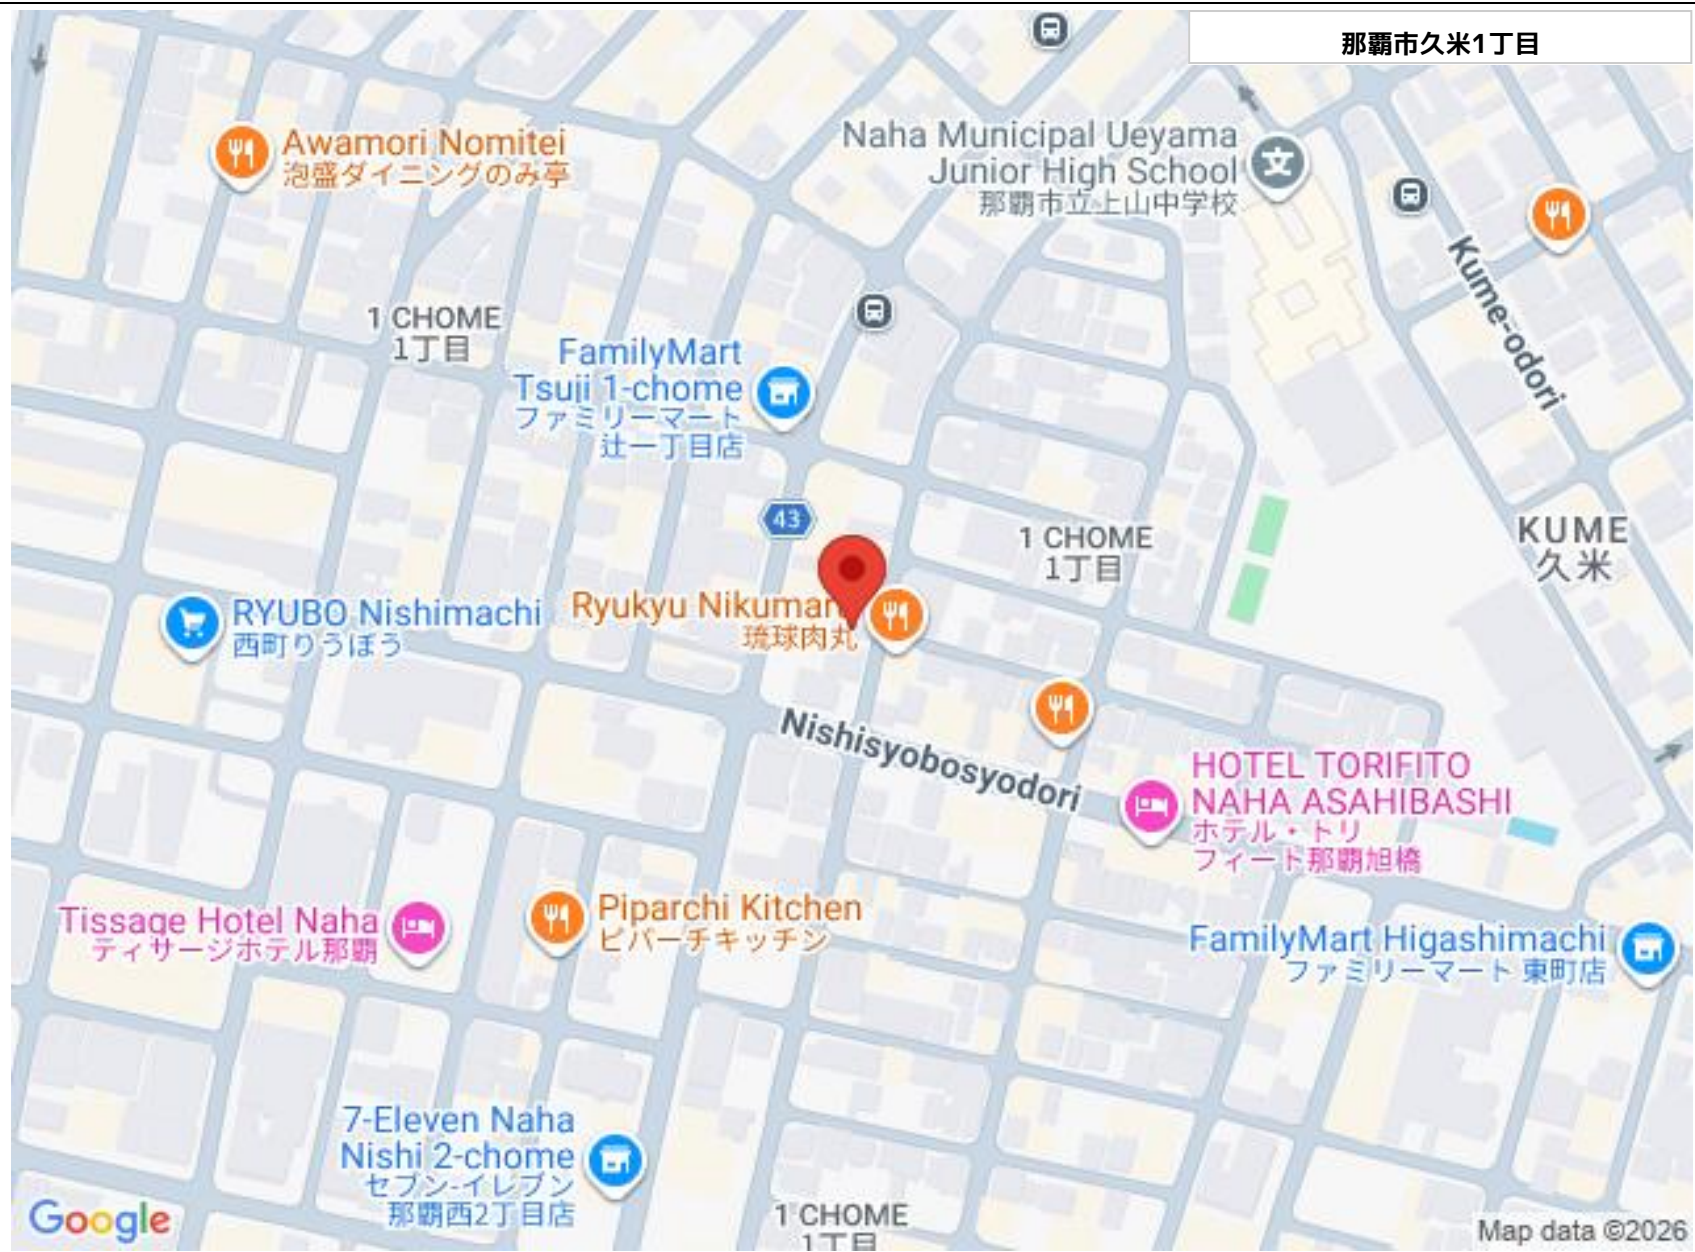 那覇市久米1丁目
Awamori Nomitei
泡盛ダイニングのみ亭
Naha Municipal Ueyama
Junior High School
那覇市立上山中学校
Kume-odori
1 CHOME
1丁目
FamilyMart
Tsuji 1-chome
ファミリーマート
辻一丁目店
43
1 CHOME
1丁目
KUME
久米
RYUBO Nishimachi
西町りうぼう
Ryukyu Nikuman
琉球肉丸
Nishisyobosyodori
HOTEL TORIFITO
NAHA ASAHIBASHI
ホテル・トリ
フィート那覇旭橋
Tissage Hotel Naha
ティサージホテル那覇
Piparchi Kitchen
ピパーチキッチン
FamilyMart Higashimachi
ファミリーマート 東町店
7-Eleven Naha
Nishi 2-chome
セブン-イレブン
那覇西2丁目店
1 CHOME
1丁目
Google
Map data ©2026